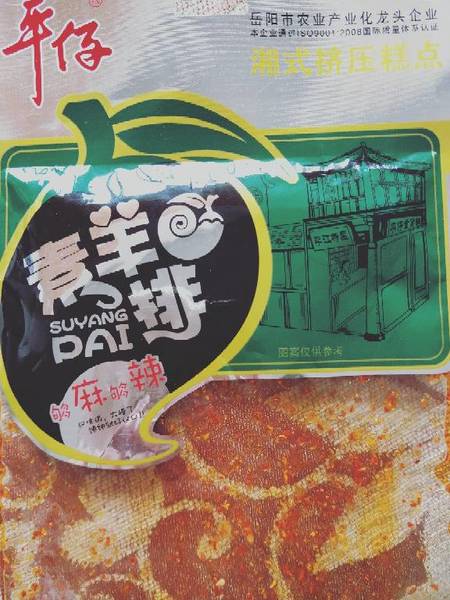 平仔
岳阳市农业产业化龙头企业
本企业通过ISO9001:2008国际质量体系认证
湘式挤压糕点
素羊排
SUYANG
PAI
够麻够辣
图案仅供参考